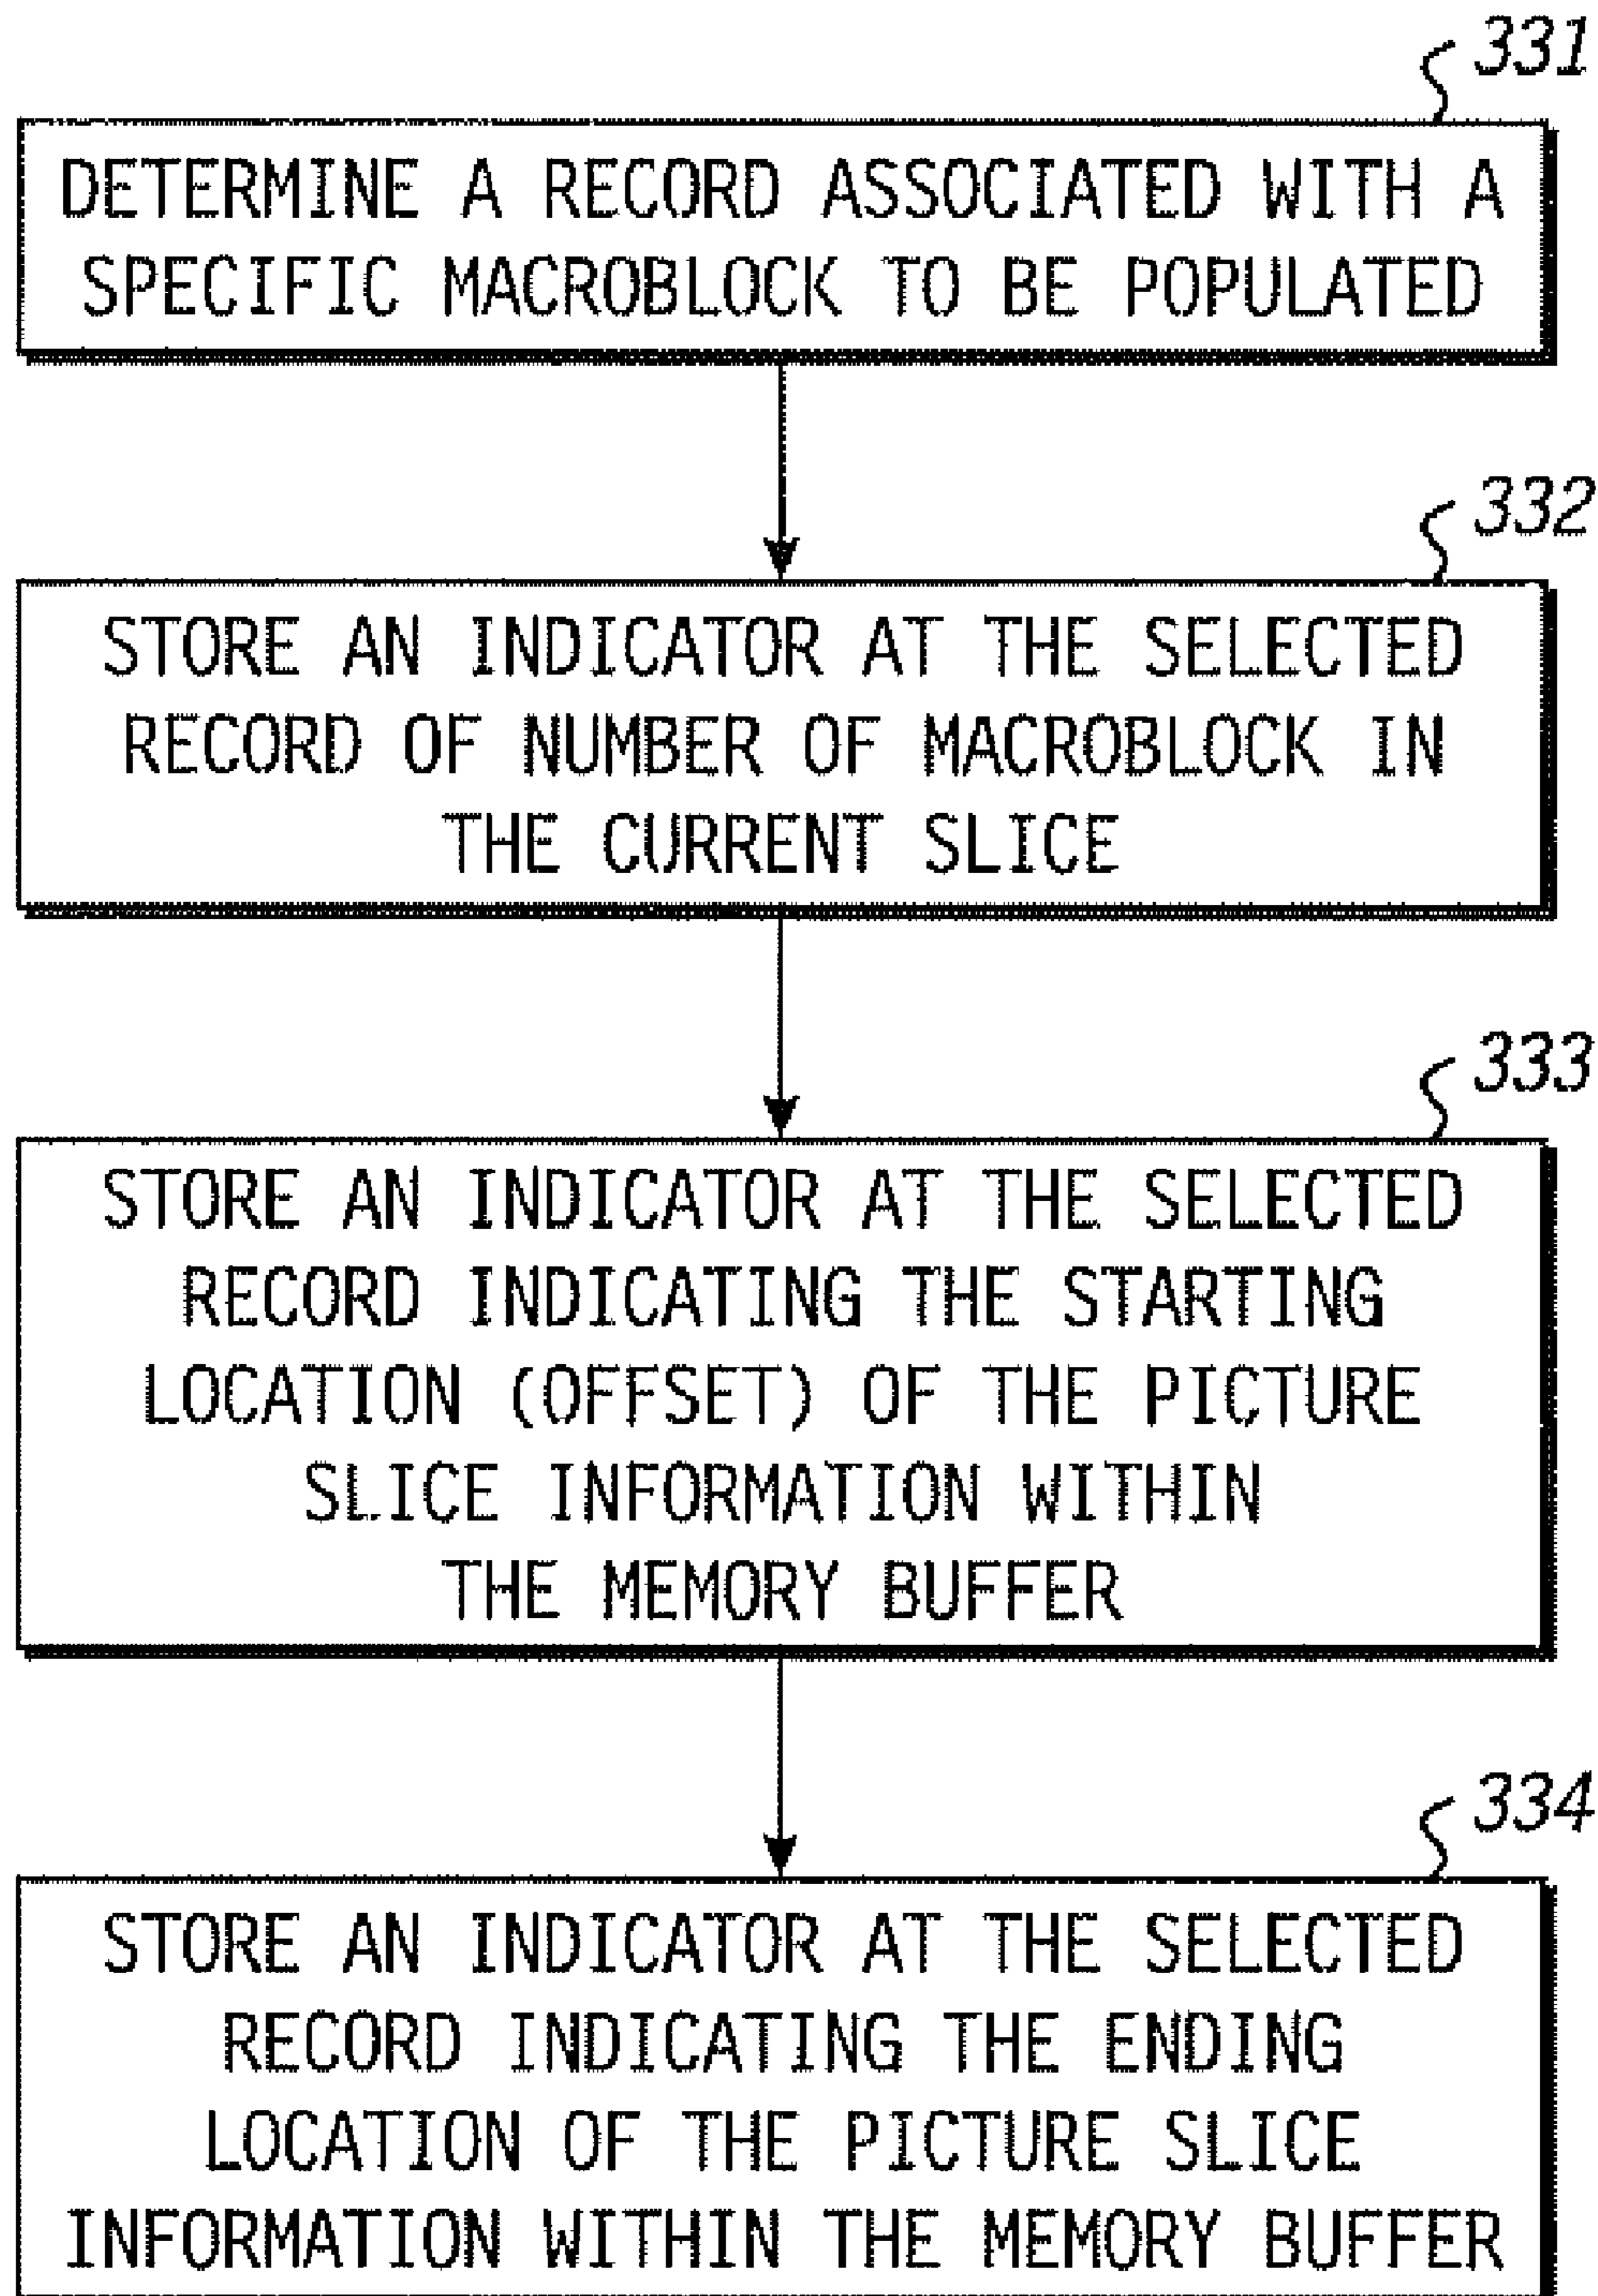 331
DETERMINE A RECORD ASSOCIATED WITH A
SPECIFIC MACROBLOCK TO BE POPULATED
332
STORE AN INDICATOR AT THE SELECTED
RECORD OF NUMBER OF MACROBLOCK IN
THE CURRENT SLICE
333
STORE AN INDICATOR AT THE SELECTED
RECORD INDICATING THE STARTING
LOCATION (OFFSET) OF THE PICTURE
SLICE INFORMATION WITHIN
THE MEMORY BUFFER
334
STORE AN INDICATOR AT THE SELECTED
RECORD INDICATING THE ENDING
LOCATION OF THE PICTURE SLICE
INFORMATION WITHIN THE MEMORY BUFFER